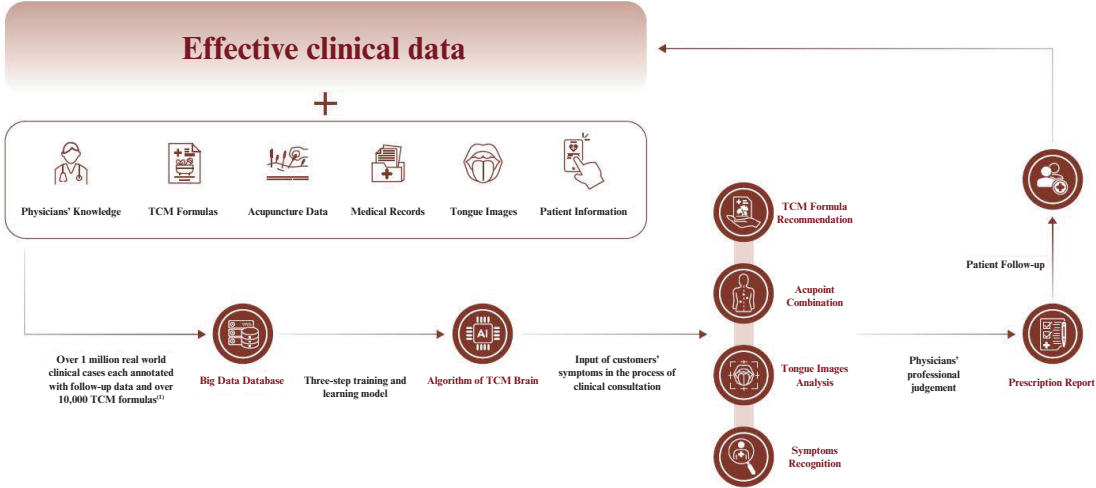 Effective clinical data
+
Physicians' Knowledge
TCM Formulas
Acupuncture Data
Medical Records
Tongue Images
Patient Information
TCM Formula
Recommendation
Acupoint
Combination
Patient Follow-up
Over 1 million real world
clinical cases each annotated
with follow-up data and over
10,000 TCM formulas(1)
Big Data Database
Three-step training and
learning model
AI
Algorithm of TCM Brain
Input of customers'
symptoms in the process of
clinical consultation
Tongue Images
Analysis
Physicians'
professional
judgement
Prescription Report
Symptoms
Recognition